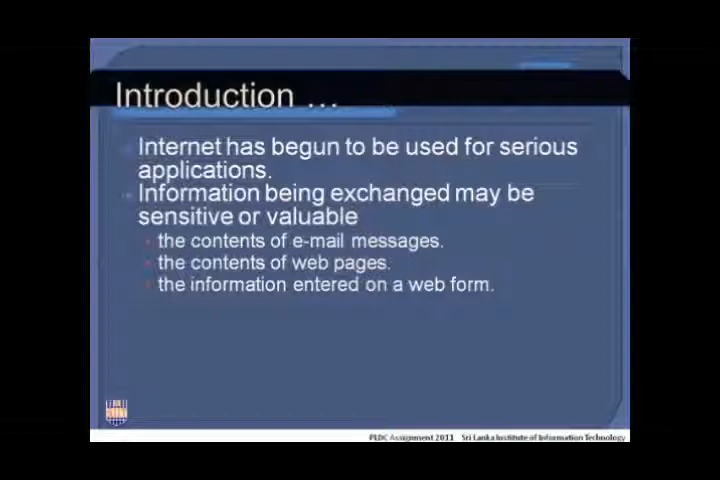 Introduction ...
Internet has begun to be used for serious
applications.
Information being exchanged may be
sensitive or valuable
the contents of e-mail messages.
the contents of web pages.
the information entered on a web form.
PLDC Assignment 2011 Sri Lanka Institute of Information Technology